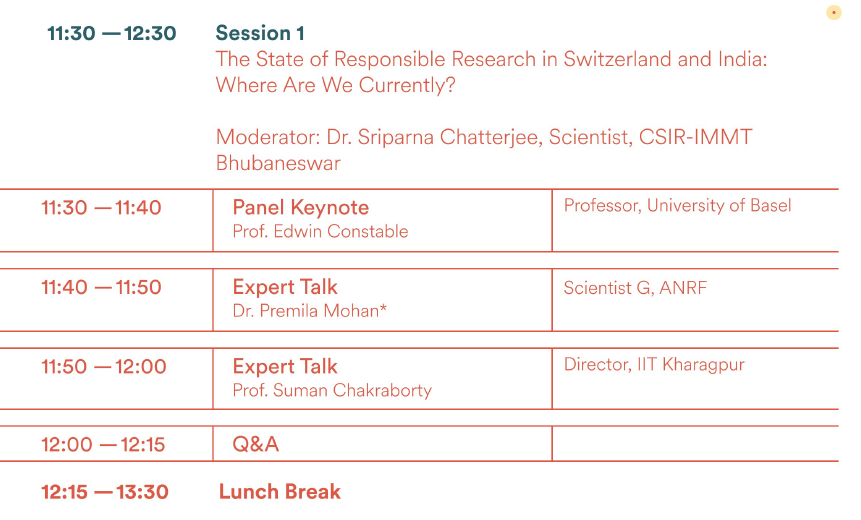 11:30 — 12:30 Session 1
The State of Responsible Research in Switzerland and India:
Where Are We Currently?
Moderator: Dr. Sriparna Chatterjee, Scientist, CSIR-IMMT
Bhubaneswar
11:30 — 11:40 Panel Keynote Professor, University of Basel
Prof. Edwin Constable
11:40 — 11:50 Expert Talk Scientist G, ANRF
Dr. Premila Mohan*
11:50 — 12:00 Expert Talk Director, IIT Kharagpur
Prof. Suman Chakraborty
12:00 — 12:15 Q&A
12:15 — 13:30 Lunch Break